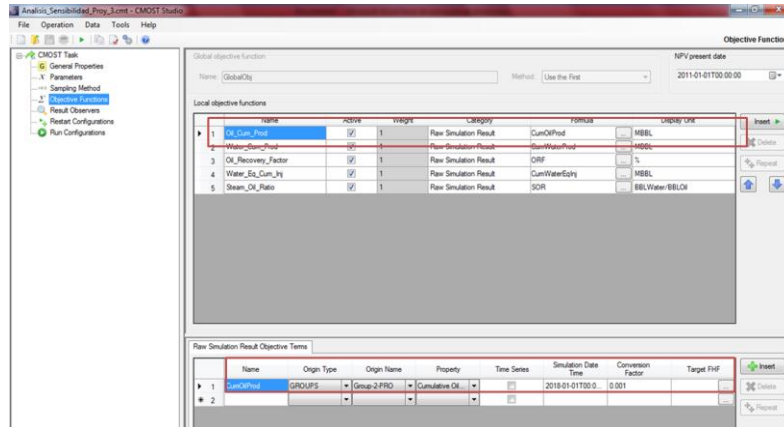 Analisis_Sensibilidad_Proy_3.cmt - CMOST Studio
File Operation Data Tools Help
Objective Functio
CMOST Task
General Properties
Parameters
Sampling Method
Objective Functions
Result Observers
Restart Configurations
Run Configurations
Global objective function
NPV present date
Name: GlobalObj Method: Use the First 2011-01-01T00:00:00
Local objective functions
Name Active Weight Category Formula Display Unit
1 Oil_Cum_Prod 1 Raw Simulation Result CumOilProd ... MBBL
2 Water_Cum_Prod 1 Raw Simulation Result CumWaterProd ... MBBL
3 Oil_Recovery_Factor 1 Raw Simulation Result ORF ... %
4 Water_Eq_Cum_Inj 1 Raw Simulation Result CumWaterEqInj ... MBBL
5 Steam_Oil_Ratio 1 Raw Simulation Result SOR ... BBLWater/BBLOil
Insert
Delete
Repeat
Raw Simulation Result Objective Terms
Name Origin Type Origin Name Property Time Series Simulation Date Time Conversion Factor Target FHF
1 CumOilProd GROUPS Group-2-PRO Cumulative Oil... 2018-01-01T00:0... 0.001 ...
2 ...
Insert
Delete
Repeat